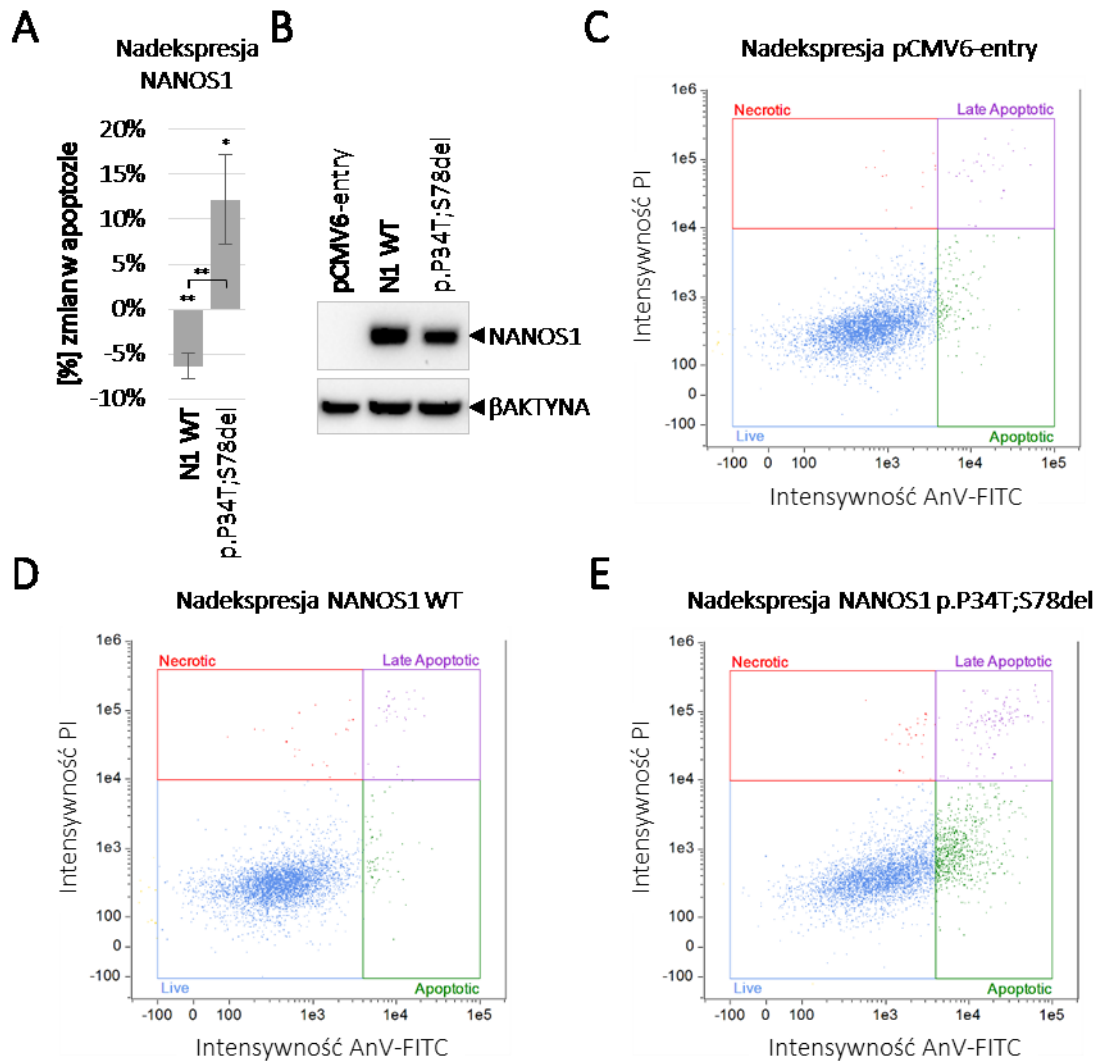 A
Nadekspresja
NANOS1
[%] zmian w apoptozie
20%
15%
10%
5%
0%
-5%
-10%
*
**
**
N1 WT
p.P34T;S78del
B
pCMV6-entry
N1 WT
p.P34T;S78del
NANOS1
βAKTYNA
C
Nadekspresja pCMV6-entry
Intensywność PI
1e6
1e5
1e4
1e3
100
0
-100
Necrotic
Late Apoptotic
Live
Apoptotic
-100 0 100 1e3 1e4 1e5
Intensywność AnV-FITC
D
Nadekspresja NANOS1 WT
Intensywność PI
1e6
1e5
1e4
1e3
100
0
-100
Necrotic
Late Apoptotic
Live
Apoptotic
-100 0 100 1e3 1e4 1e5
Intensywność AnV-FITC
E
Nadekspresja NANOS1 p.P34T;S78del
Intensywność PI
1e6
1e5
1e4
1e3
100
0
-100
Necrotic
Late Apoptotic
Live
Apoptotic
-100 0 100 1e3 1e4 1e5
Intensywność AnV-FITC